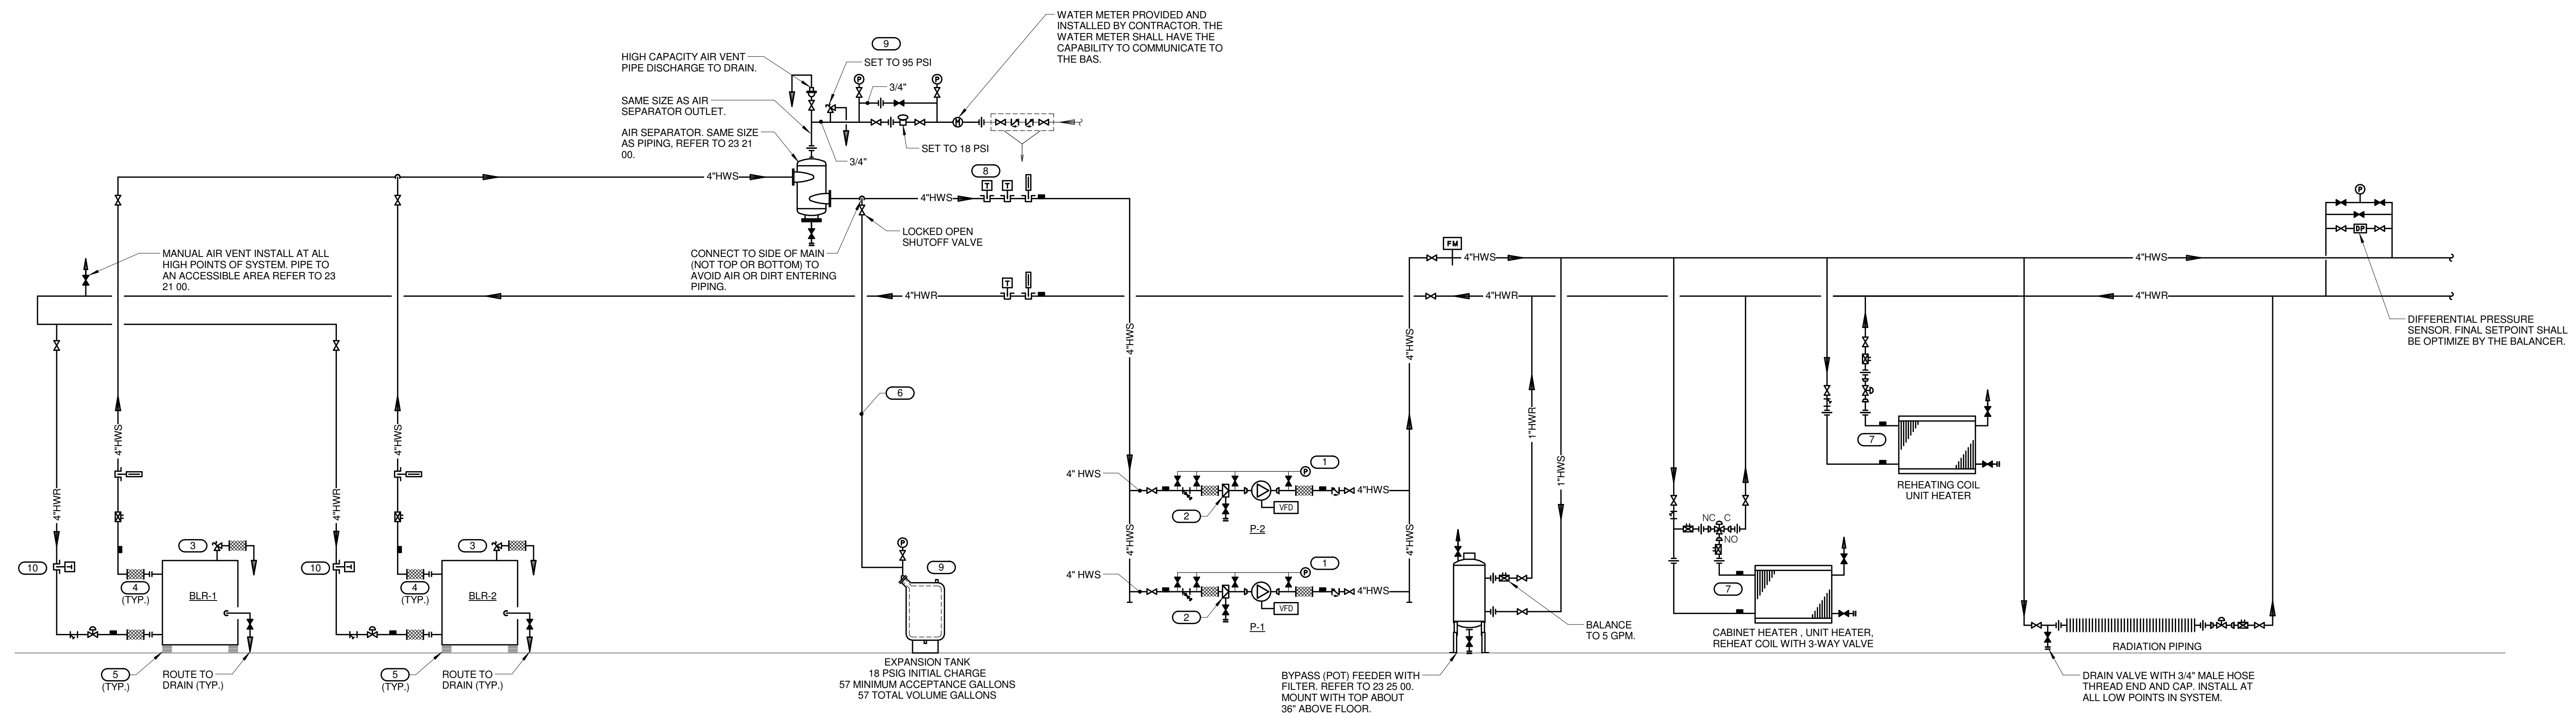 WATER METER PROVIDED AND
INSTALLED BY CONTRACTOR. THE
WATER METER SHALL HAVE THE
CAPABILITY TO COMMUNICATE TO
THE BAS.
9
SET TO 95 PSI
HIGH CAPACITY AIR VENT
PIPE DISCHARGE TO DRAIN.
P
P
3/4"
SAME SIZE AS AIR
SEPARATOR OUTLET.
M
AIR SEPARATOR. SAME SIZE
AS PIPING, REFER TO 23 21
00.
SET TO 18 PSI
3/4"
8
4"HWS
T
T
4"HWS
P
LOCKED OPEN
SHUTOFF VALVE
DP
MANUAL AIR VENT INSTALL AT ALL
HIGH POINTS OF SYSTEM. PIPE TO
AN ACCESSIBLE AREA REFER TO 23
21 00.
CONNECT TO SIDE OF MAIN
(NOT TOP OR BOTTOM) TO
AVOID AIR OR DIRT ENTERING
PIPING.
FM
4"HWS
4"HWS
T
4"HWR
4"HWR
4"HWR
DIFFERENTIAL PRESSURE
SENSOR. FINAL SETPOINT SHALL
BE OPTIMIZE BY THE BALANCER.
4"HWS
4"HWS
6
1"HWR
4"HWS
4"HWS
7
1"HWS
1
P
4" HWS
4"HWS
REHEATING COIL
UNIT HEATER
4"HWR
4"HWR
2
VFD
P-2
NC
C
NO
4"HWS
4"HWS
3
3
P
1
P
10
T
10
T
9
4" HWS
4"HWS
4
(TYP.)
BLR-1
4
(TYP.)
BLR-2
7
2
VFD
P-1
BALANCE
TO 5 GPM.
CABINET HEATER , UNIT HEATER,
REHEAT COIL WITH 3-WAY VALVE
RADIATION PIPING
5
(TYP.)
ROUTE TO
DRAIN (TYP.)
5
(TYP.)
ROUTE TO
DRAIN (TYP.)
EXPANSION TANK
18 PSIG INITIAL CHARGE
57 MINIMUM ACCEPTANCE GALLONS
57 TOTAL VOLUME GALLONS
BYPASS (POT) FEEDER WITH
FILTER. REFER TO 23 25 00.
MOUNT WITH TOP ABOUT
36" ABOVE FLOOR.
DRAIN VALVE WITH 3/4" MALE HOSE
THREAD END AND CAP. INSTALL AT
ALL LOW POINTS IN SYSTEM.